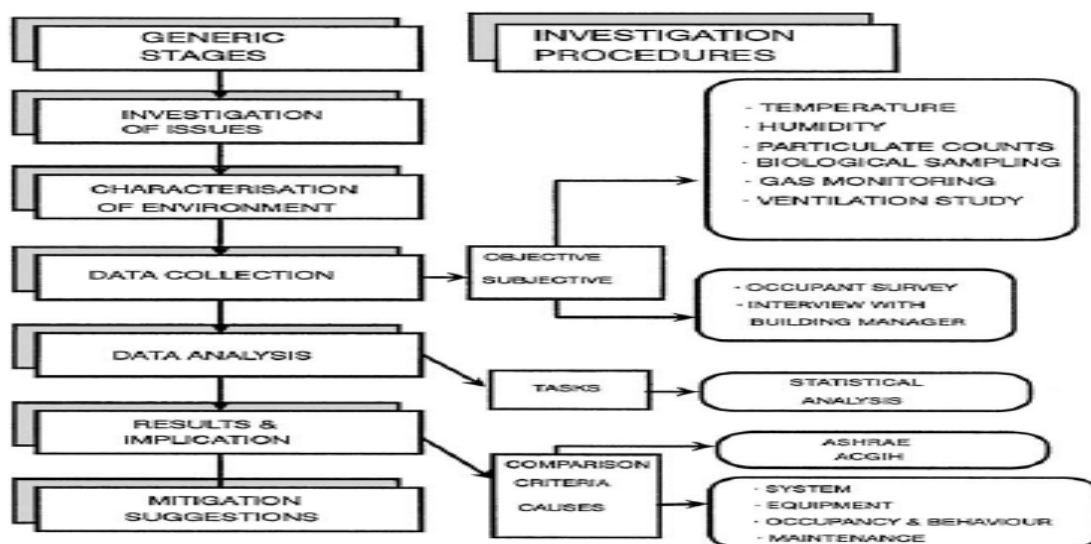 GENERIC
STAGES
INVESTIGATION
PROCEDURES
INVESTIGATION
OF ISSUES
CHARACTERISATION
OF ENVIRONMENT
DATA COLLECTION
OBJECTIVE
SUBJECTIVE
- TEMPERATURE
- HUMIDITY
- PARTICULATE COUNTS
- BIOLOGICAL SAMPLING
- GAS MONITORING
- VENTILATION STUDY
- OCCUPANT SURVEY
- INTERVIEW WITH
BUILDING MANAGER
DATA ANALYSIS
TASKS
STATISTICAL
ANALYSIS
RESULTS &
IMPLICATION
COMPARISON
CRITERIA
CAUSES
ASHRAE
ACGIH
- SYSTEM
- EQUIPMENT
- OCCUPANCY & BEHAVIOUR
- MAINTENANCE
MITIGATION
SUGGESTIONS